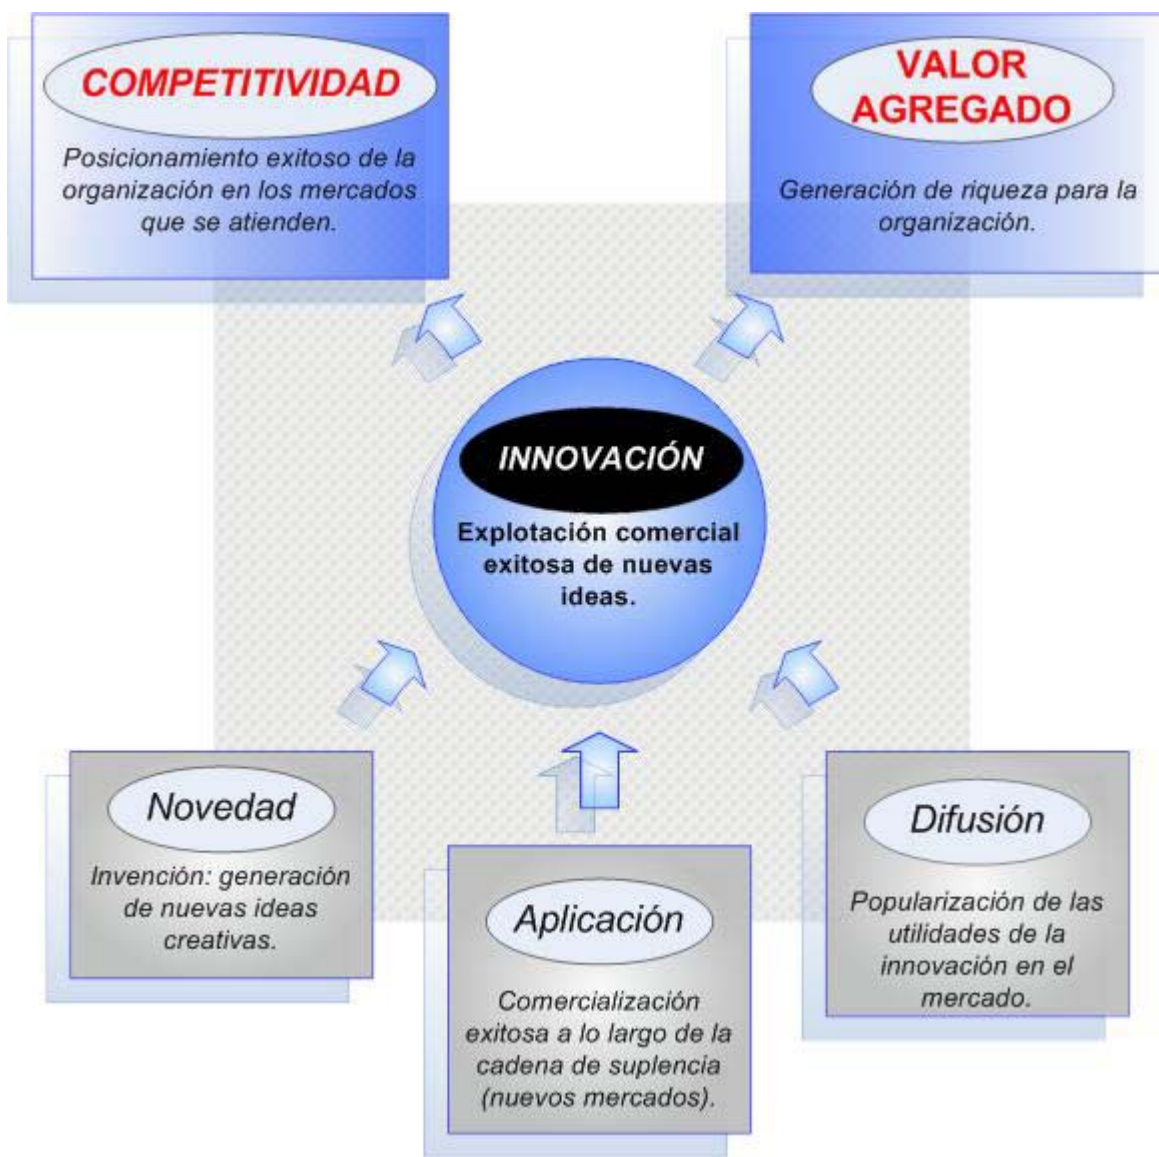 COMPETITIVIDAD
Posicionamiento exitoso de la
organización en los mercados
que se atienden.
VALOR
AGREGADO
Generación de riqueza para la
organización.
INNOVACIÓN
Explotación comercial
exitosa de nuevas
ideas.
Novedad
Invención: generación
de nuevas ideas
creativas.
Aplicación
Comercialización
exitosa a lo largo de la
cadena de suplencia
(nuevos mercados).
Difusión
Popularización de las
utilidades de la
innovación en el
mercado.